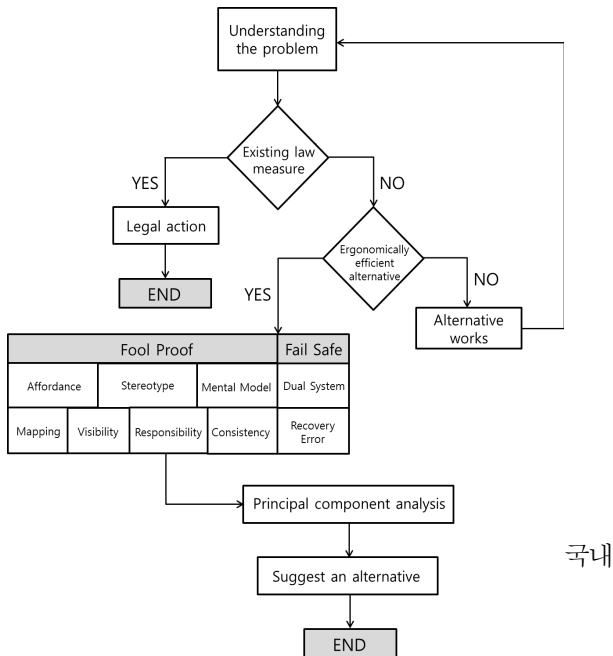 Understanding
the problem
Existing law
measure
YES
NO
Legal action
Ergonomically
efficient
alternative
END
YES
NO
Alternative
works
Fool Proof
Fail Safe
Affordance
Stereotype
Mental Model
Dual System
Mapping
Visibility
Responsibility
Consistency
Recovery
Error
Principal component analysis
국내
Suggest an alternative
END